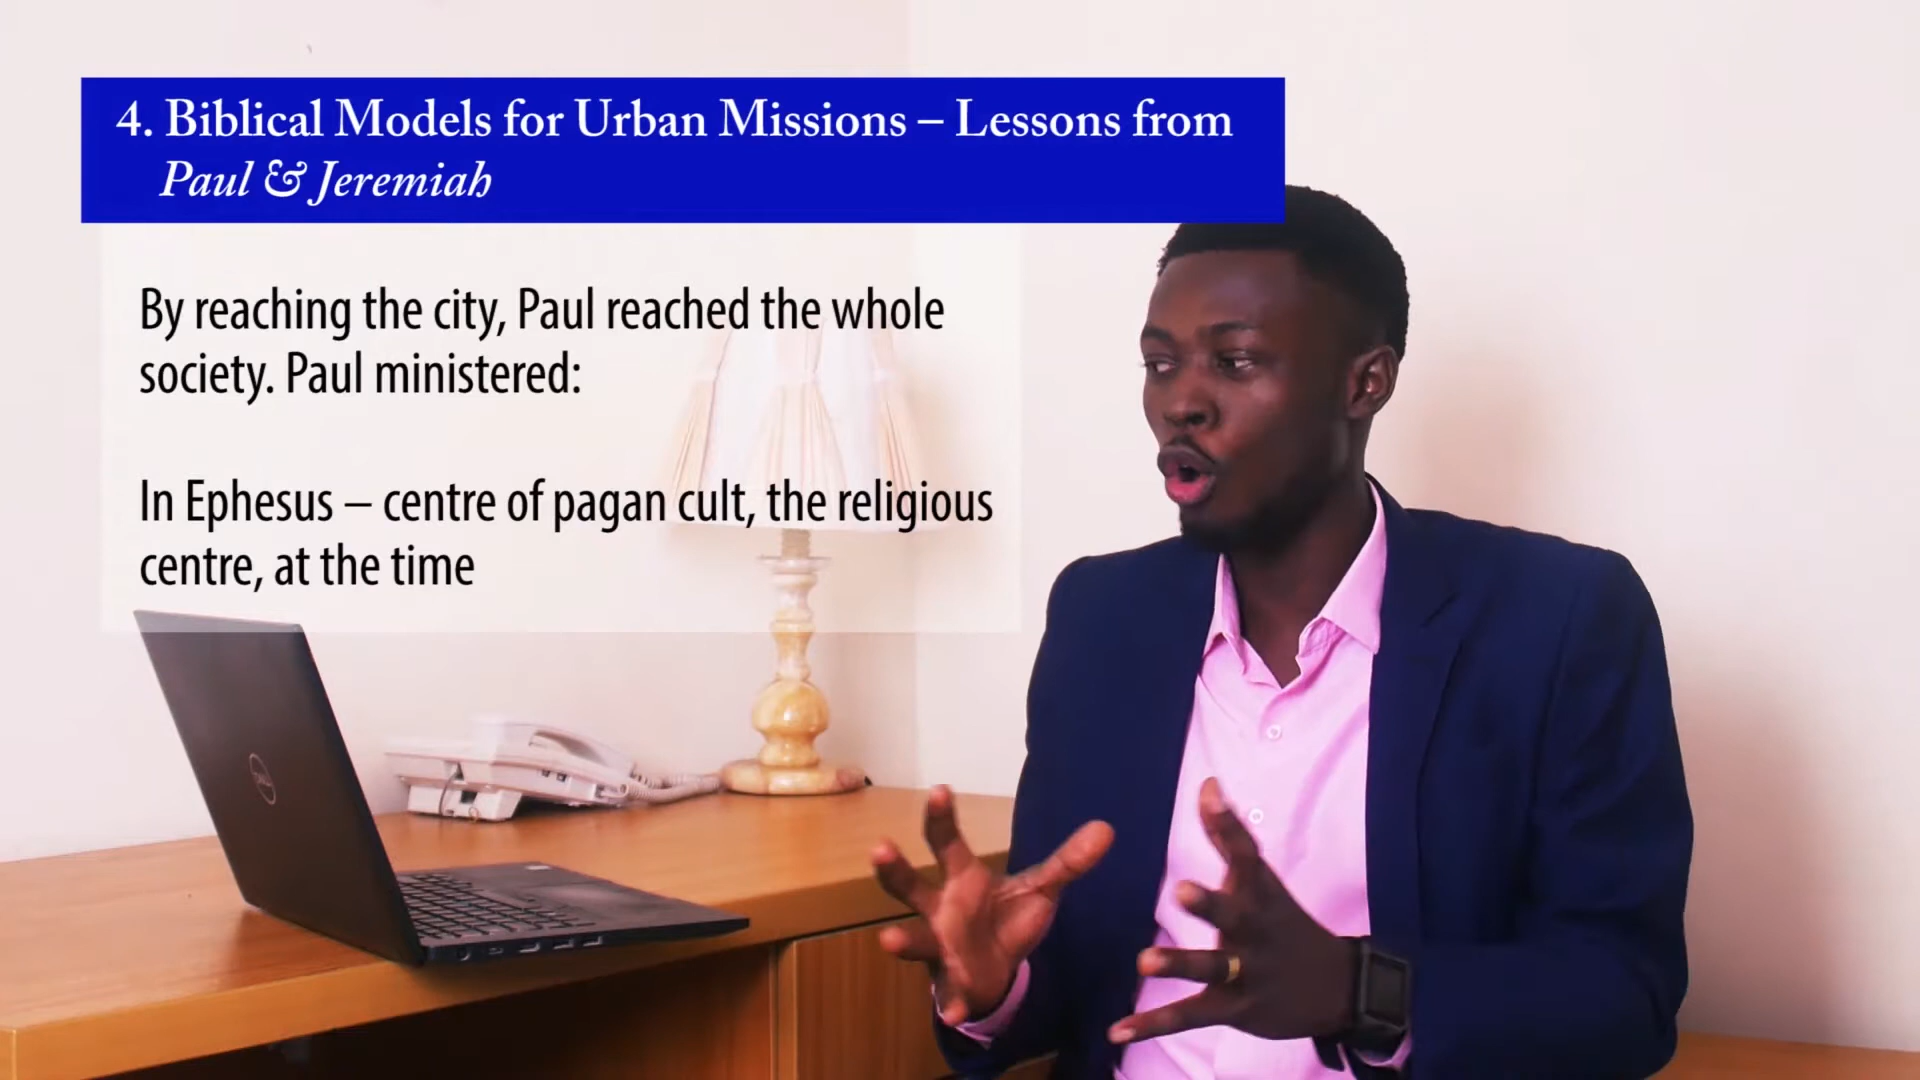 4. Biblical Models for Urban Missions – Lessons from
Paul & Jeremiah
By reaching the city, Paul reached the whole
society. Paul ministered:
In Ephesus – centre of pagan cult, the religious
centre, at the time
DELL